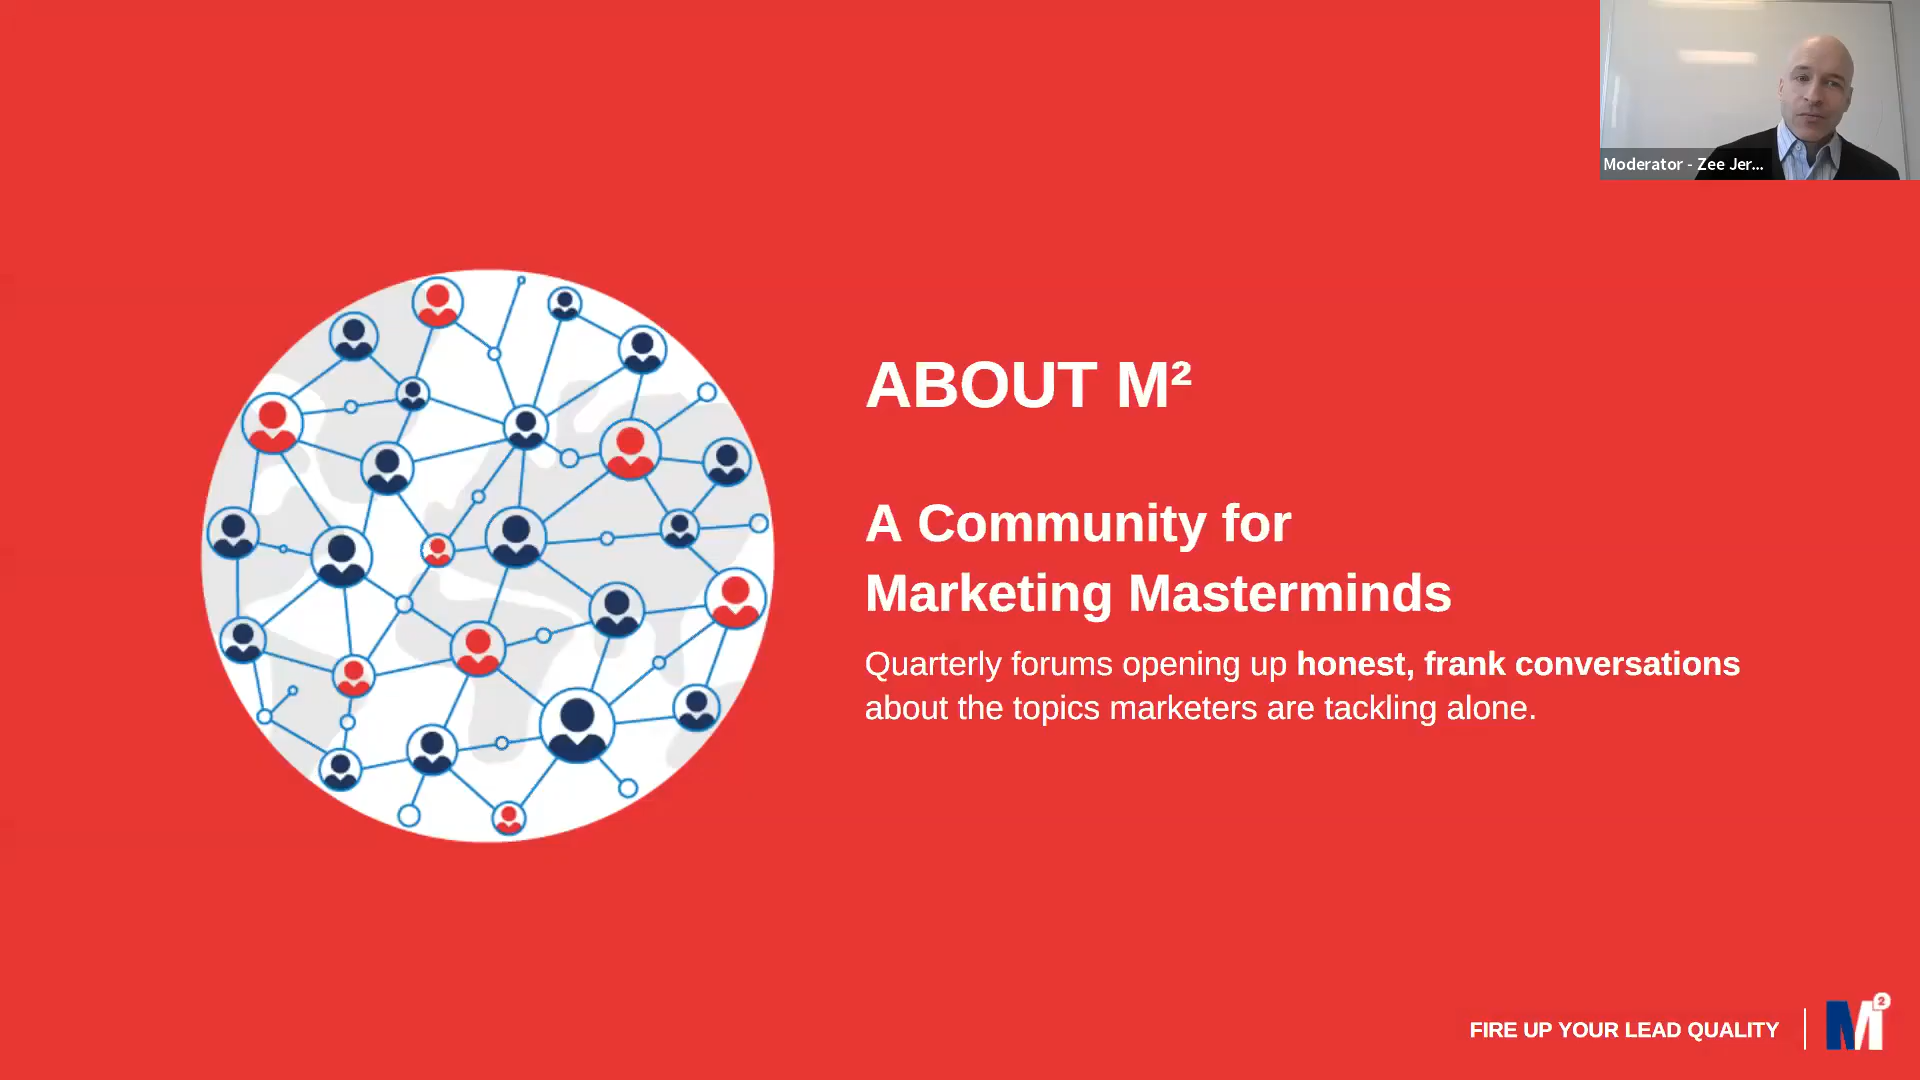 Moderator - Zee Jer...
ABOUT M²
A Community for
Marketing Masterminds
Quarterly forums opening up honest, frank conversations
about the topics marketers are tackling alone.
FIRE UP YOUR LEAD QUALITY
M²